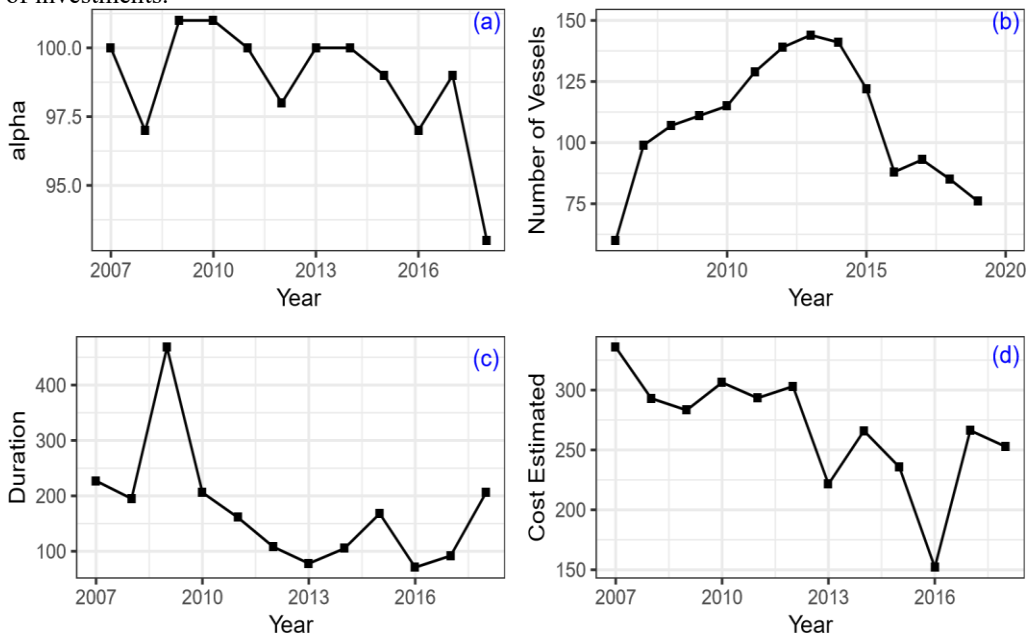 of investments.
(a)
alpha
100.0
97.5
95.0
2007 2010 2013 2016
Year
(b)
Number of Vessels
150
125
100
75
2010 2015 2020
Year
(c)
Duration
400
300
200
100
2007 2010 2013 2016
Year
(d)
Cost Estimated
300
250
200
150
2007 2010 2013 2016
Year